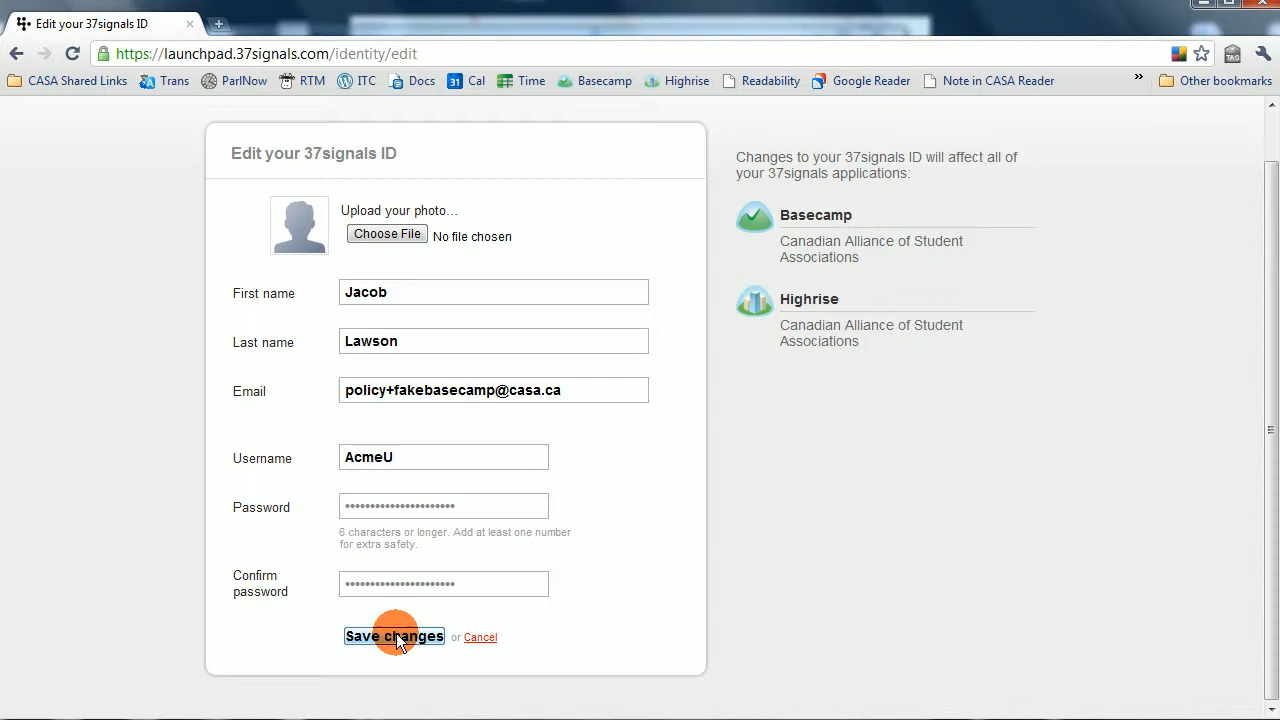 Edit your 37signals ID
https://launchpad.37signals.com/identity/edit
TAG
CASA Shared Links Trans ParlNow RTM ITC Docs 31 Cal Time Basecamp Highrise Readability Google Reader Note in CASA Reader » Other bookmarks
Edit your 37signals ID
Upload your photo…
Choose File No file chosen
First name Jacob
Last name Lawson
Email policy+fakebasecamp@casa.ca
Username AcmeU
Password ••••••••••••••••••••••
6 characters or longer. Add at least one number
for extra safety.
Confirm
password ••••••••••••••••••••••
Save changes or Cancel
Changes to your 37signals ID will affect all of
your 37signals applications:
Basecamp
Canadian Alliance of Student
Associations
Highrise
Canadian Alliance of Student
Associations